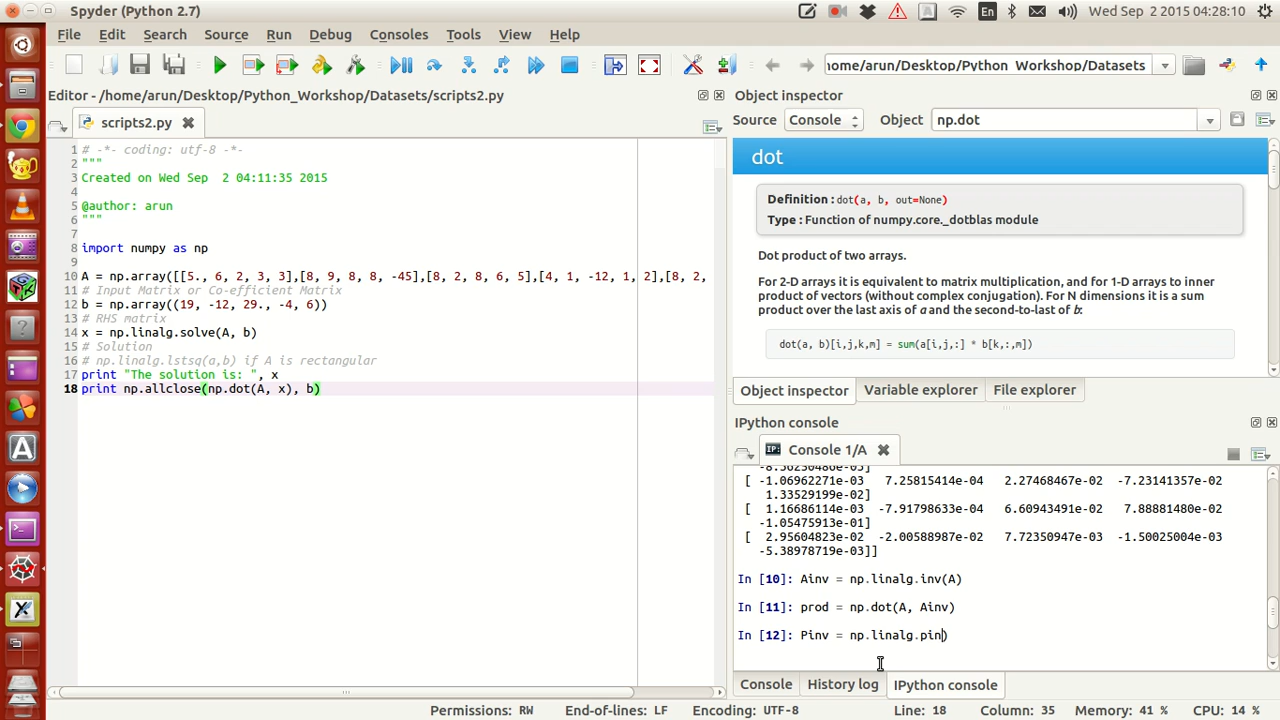 Spyder (Python 2.7)
En
Wed Sep 2 2015 04:28:10
File Edit Search Source Run Debug Consoles Tools View Help
home/arun/Desktop/Python_Workshop/Datasets
Editor - /home/arun/Desktop/Python_Workshop/Datasets/scripts2.py
scripts2.py
1 # -*- coding: utf-8 -*-
2 """
3 Created on Wed Sep  2 04:11:35 2015
4
5 @author: arun
6 """
7
8 import numpy as np
9
10 A = np.array([[5., 6, 2, 3, 3],[8, 9, 8, 8, -45],[8, 2, 8, 6, 5],[4, 1, -12, 1, 2],[8, 2,
11 # Input Matrix or Co-efficient Matrix
12 b = np.array((19, -12, 29., -4, 6))
13 # RHS matrix
14 x = np.linalg.solve(A, b)
15 # Solution
16 # np.linalg.lstsq(a,b) if A is rectangular
17 print "The solution is: ", x
18 print np.allclose(np.dot(A, x), b)
Object inspector
Source Console Object np.dot
dot
Definition : dot(a, b, out=None)
Type : Function of numpy.core._dotblas module
Dot product of two arrays.
For 2-D arrays it is equivalent to matrix multiplication, and for 1-D arrays to inner
product of vectors (without complex conjugation). For N dimensions it is a sum
product over the last axis of a and the second-to-last of b:
dot(a, b)[i,j,k,m] = sum(a[i,j,:] * b[k,:,m])
Object inspector Variable explorer File explorer
IPython console
Console 1/A
-8.56250486e-03]
[ -1.06962271e-03 7.25815414e-04 2.27468467e-02 -7.23141357e-02
1.33529199e-02]
[ 1.16686114e-03 -7.91798633e-04 6.60943491e-02 7.88881480e-02
-1.05475913e-01]
[ 2.95604823e-02 -2.00588987e-02 7.72350947e-03 -1.50025004e-03
-5.38978719e-03]]
In [10]: Ainv = np.linalg.inv(A)
In [11]: prod = np.dot(A, Ainv)
In [12]: Pinv = np.linalg.pin)
Console History log IPython console
Permissions: RW End-of-lines: LF Encoding: UTF-8 Line: 18 Column: 35 Memory: 41 % CPU: 14 %